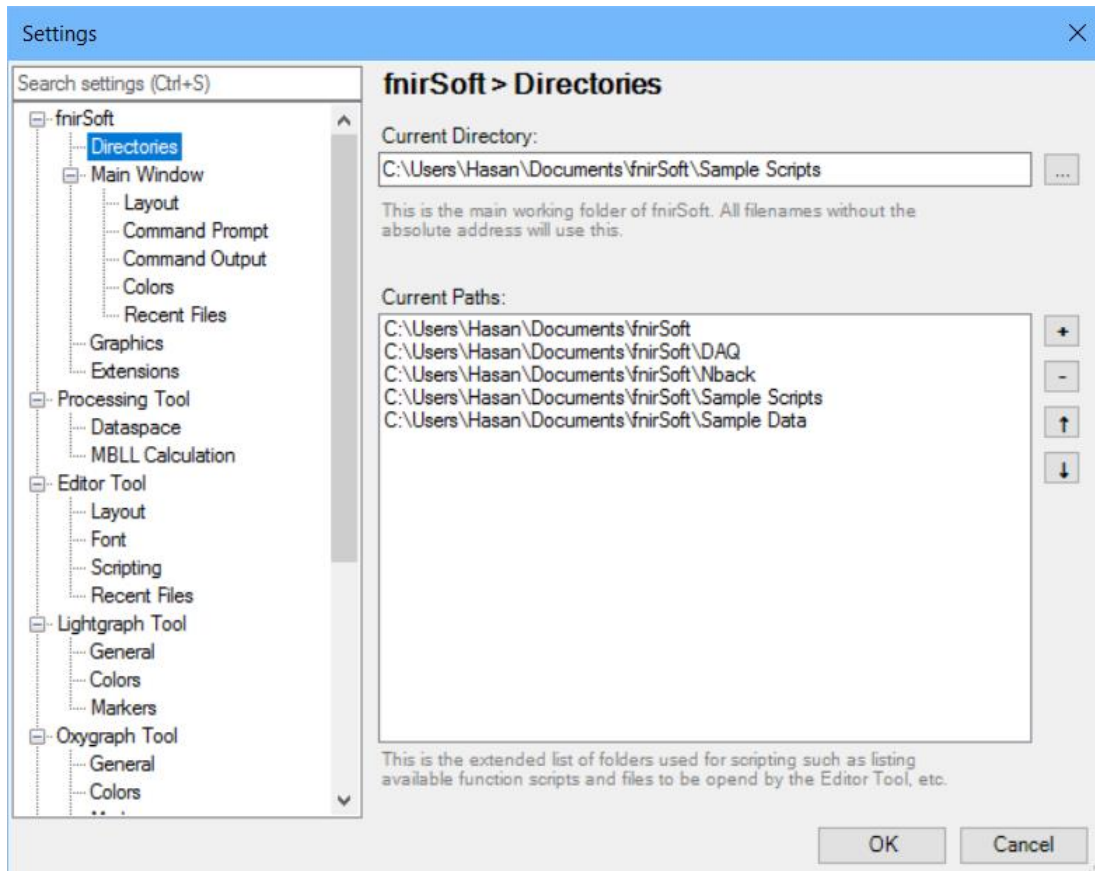 Settings
Search settings (Ctrl+S)
fnirSoft
Directories
Main Window
Layout
Command Prompt
Command Output
Colors
Recent Files
Graphics
Extensions
Processing Tool
Dataspace
MBLL Calculation
Editor Tool
Layout
Font
Scripting
Recent Files
Lightgraph Tool
General
Colors
Markers
Oxygraph Tool
General
Colors
fnirSoft > Directories
Current Directory:
C:\Users\Hasan\Documents\fnirSoft\Sample Scripts
...
This is the main working folder of fnirSoft. All filenames without the
absolute address will use this.
Current Paths:
C:\Users\Hasan\Documents\fnirSoft
C:\Users\Hasan\Documents\fnirSoft\DAQ
C:\Users\Hasan\Documents\fnirSoft\Nback
C:\Users\Hasan\Documents\fnirSoft\Sample Scripts
C:\Users\Hasan\Documents\fnirSoft\Sample Data
+
-
↑
↓
This is the extended list of folders used for scripting such as listing
available function scripts and files to be opend by the Editor Tool, etc.
OK
Cancel